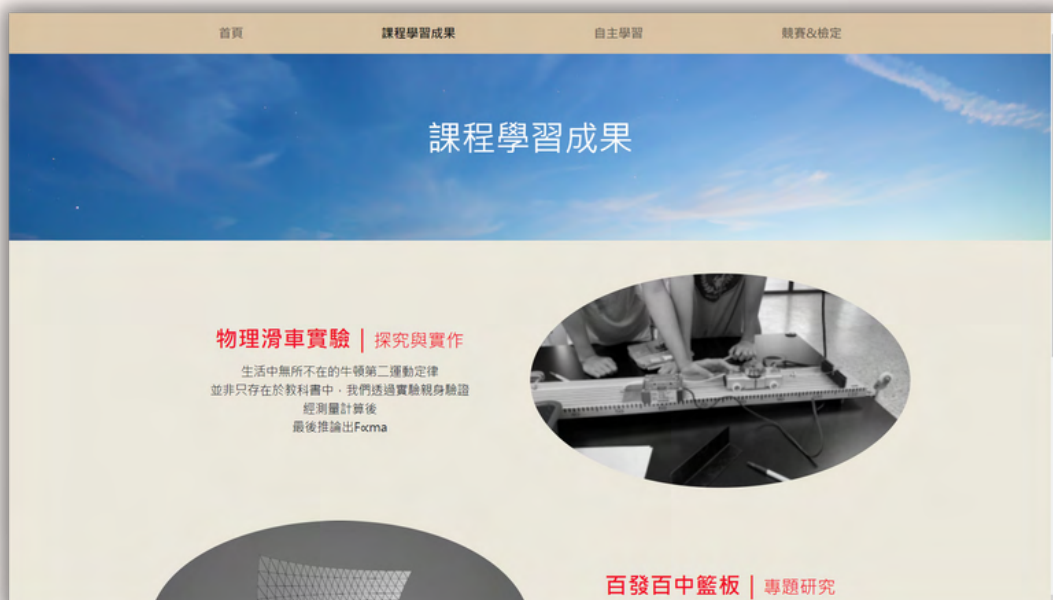 首頁
課程學習成果
自主學習
競賽&檢定
課程學習成果
物理滑車實驗 | 探究與實作
生活中無所不在的牛頓第二運動定律
並非只存在於教科書中，我們透過實驗親身驗證
經測量計算後
最後推論出F∝ma
百發百中籃板 | 專題研究